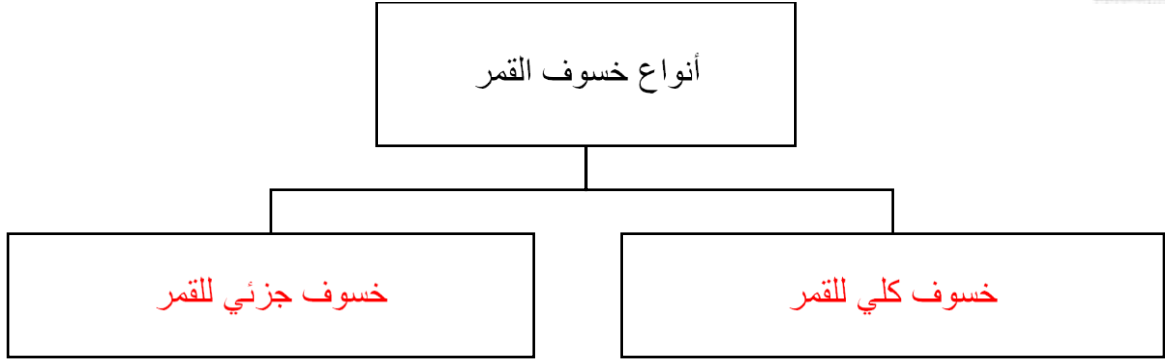 أنواع خسوف القمر
خسوف كلي للقمر
خسوف جزئي للقمر